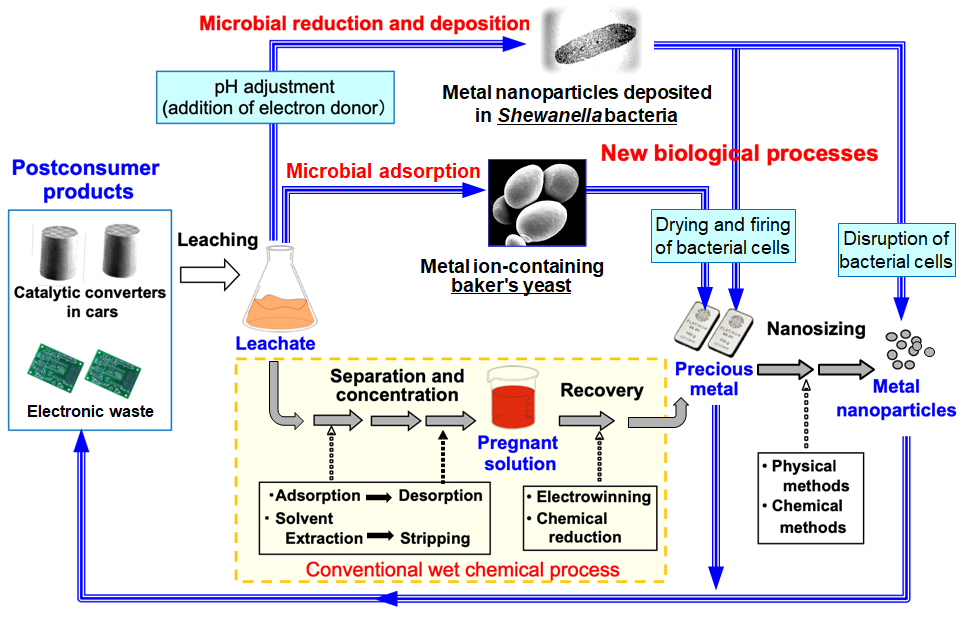 Microbial reduction and deposition
pH adjustment
(addition of electron donor)
Metal nanoparticles deposited
in Shewanella bacteria
New biological processes
Microbial adsorption
Postconsumer
products
Leaching
Catalytic converters
in cars
Electronic waste
Leachate
Metal ion-containing
baker's yeast
Drying and firing
of bacterial cells
Disruption of
bacterial cells
PLATINUM
PLATINUM
Precious
metal
Nanosizing
Metal
nanoparticles
Separation and
concentration
Pregnant
solution
Recovery
・Adsorption
Desorption
・Solvent
Extraction
Stripping
・Electrowinning
・Chemical
reduction
・Physical
methods
・Chemical
methods
Conventional wet chemical process